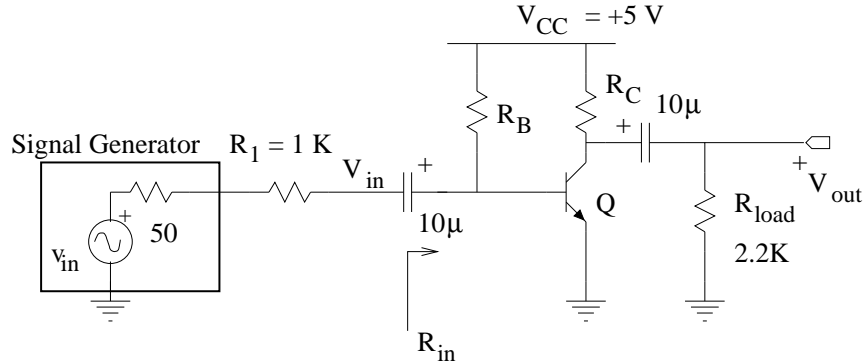 V_CC = +5 V
R_B
R_C
10μ
+
Signal Generator
R_1 = 1 K
V_in
+
10μ
Q
+
V_out
R_load
2.2K
+
50
v_in
R_in